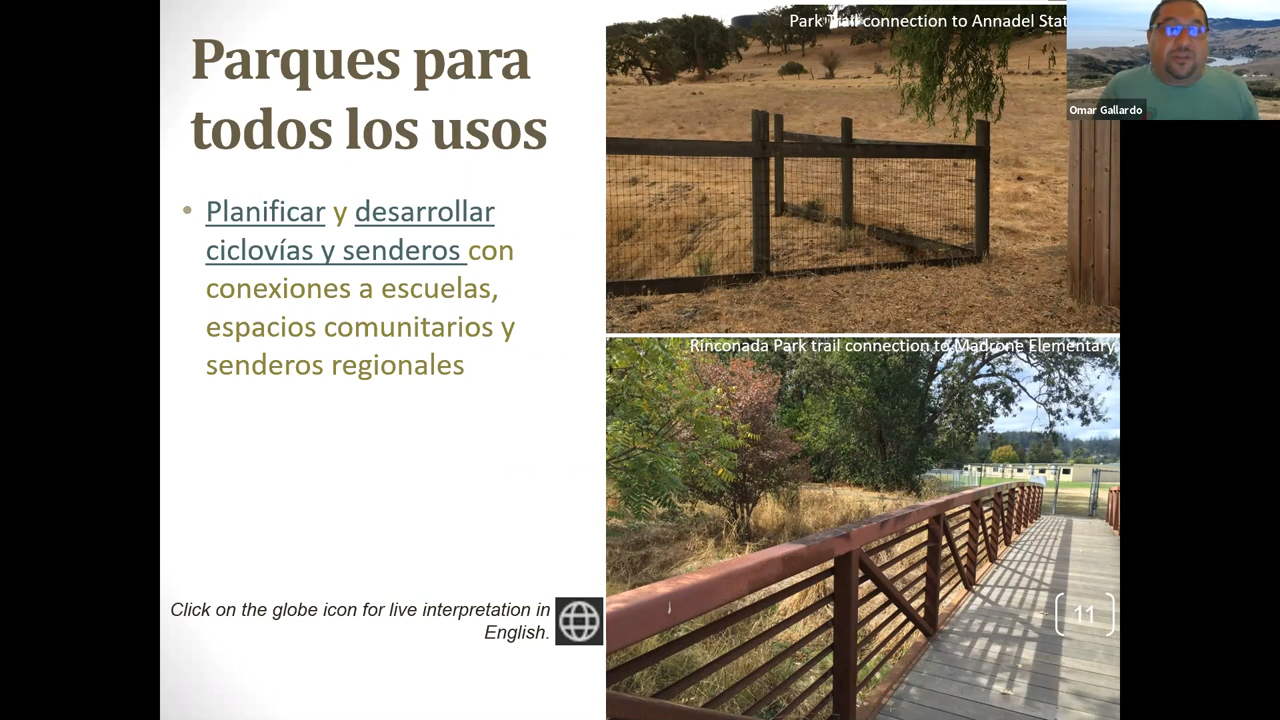 Parques para
todos los usos
• Planificar y desarrollar
ciclovías y senderos con
conexiones a escuelas,
espacios comunitarios y
senderos regionales
Click on the globe icon for live interpretation in
English.
Park Trail connection to Annadel Stat
Rinconada Park trail connection to Madrone Elementary
11
Omar Gallardo